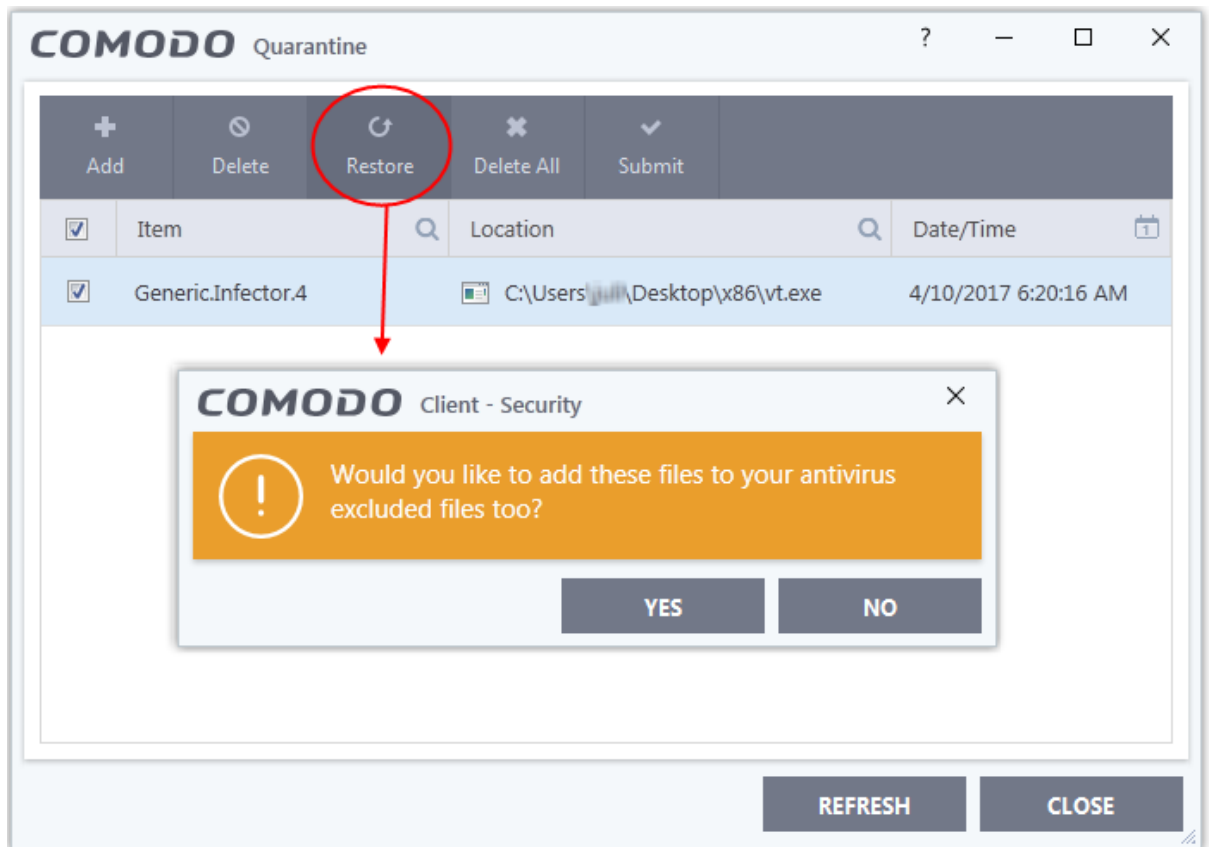 COMODO Quarantine ?
Add Delete Restore Delete All Submit
Item Location Date/Time 1
Generic.Infector.4 C:\Users\ \Desktop\x86\vt.exe 4/10/2017 6:20:16 AM
COMODO Client - Security
!
Would you like to add these files to your antivirus
excluded files too?
YES NO
REFRESH CLOSE